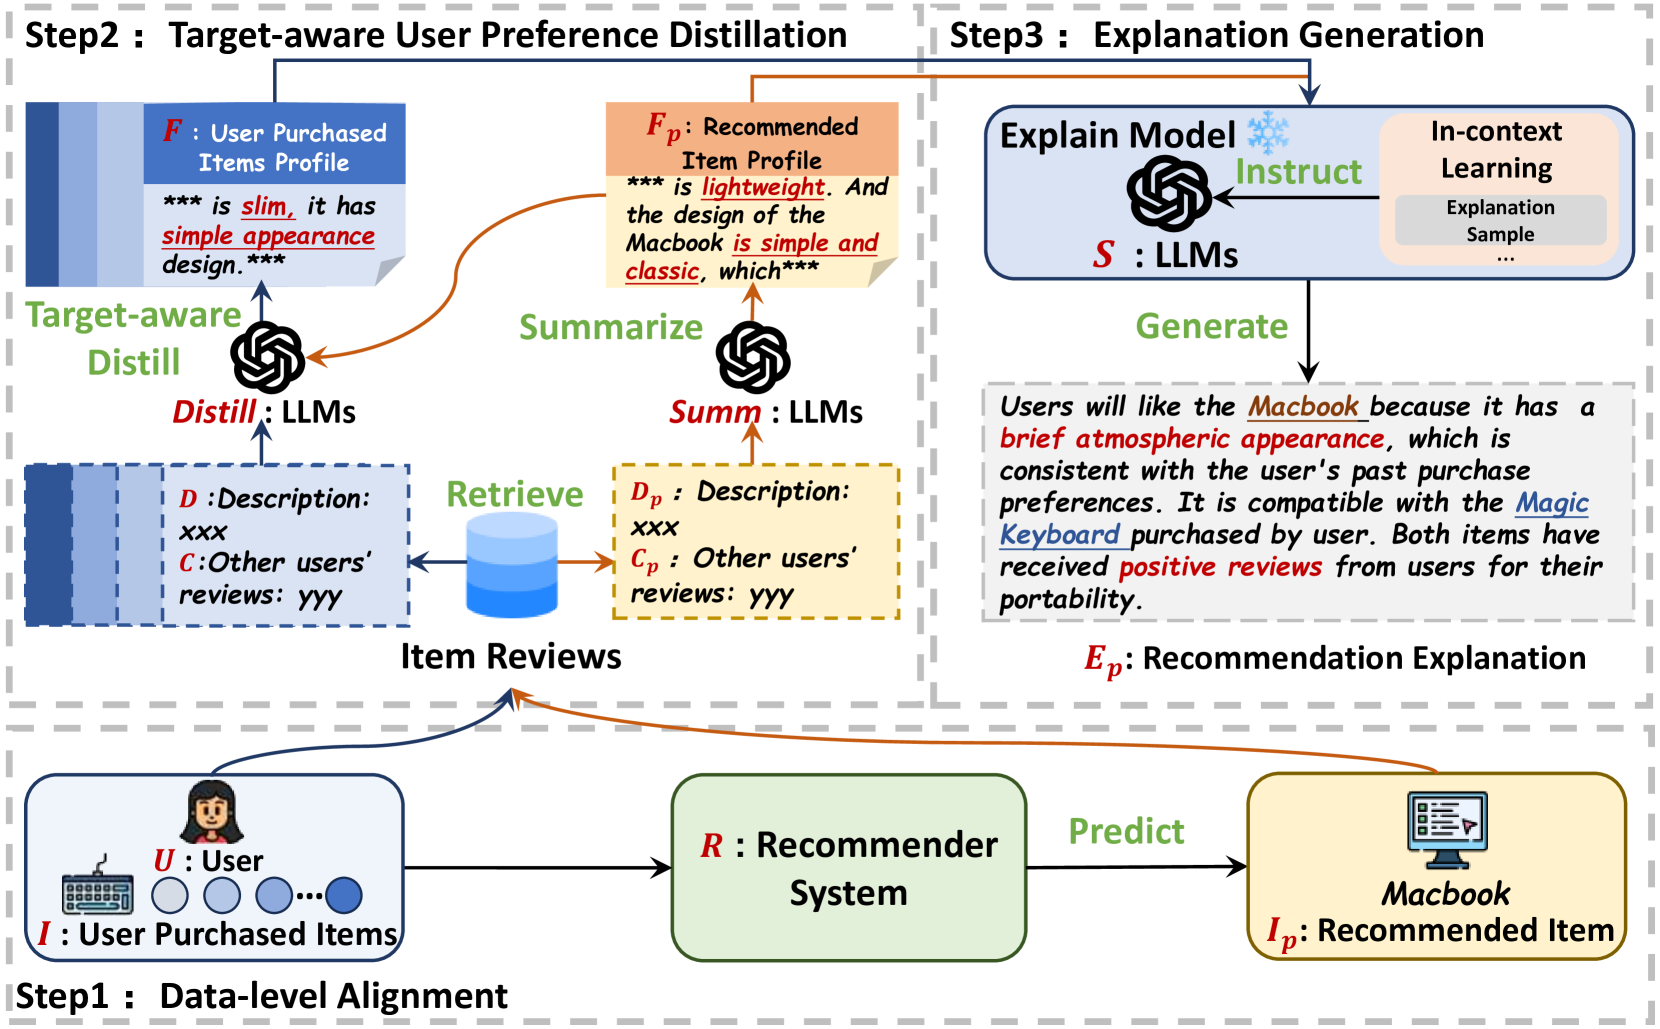 Step2： Target-aware User Preference Distillation
F : User Purchased
Items Profile
*** is slim, it has
simple appearance
design.***
Fp: Recommended
Item Profile
*** is lightweight. And
the design of the
Macbook is simple and
classic, which***
Target-aware
Distill
Summarize
Distill : LLMs
Summ : LLMs
D :Description:
xxx
C:Other users'
reviews: yyy
Retrieve
Dp : Description:
xxx
Cp : Other users'
reviews: yyy
Item Reviews
Step3： Explanation Generation
Explain Model
Instruct
S : LLMs
In-context
Learning
Explanation
Sample
...
Generate
Users will like the Macbook because it has a
brief atmospheric appearance, which is
consistent with the user's past purchase
preferences. It is compatible with the Magic
Keyboard purchased by user. Both items have
received positive reviews from users for their
portability.
Ep: Recommendation Explanation
U : User
...
I : User Purchased Items
R : Recommender
System
Predict
Macbook
Ip: Recommended Item
Step1： Data-level Alignment